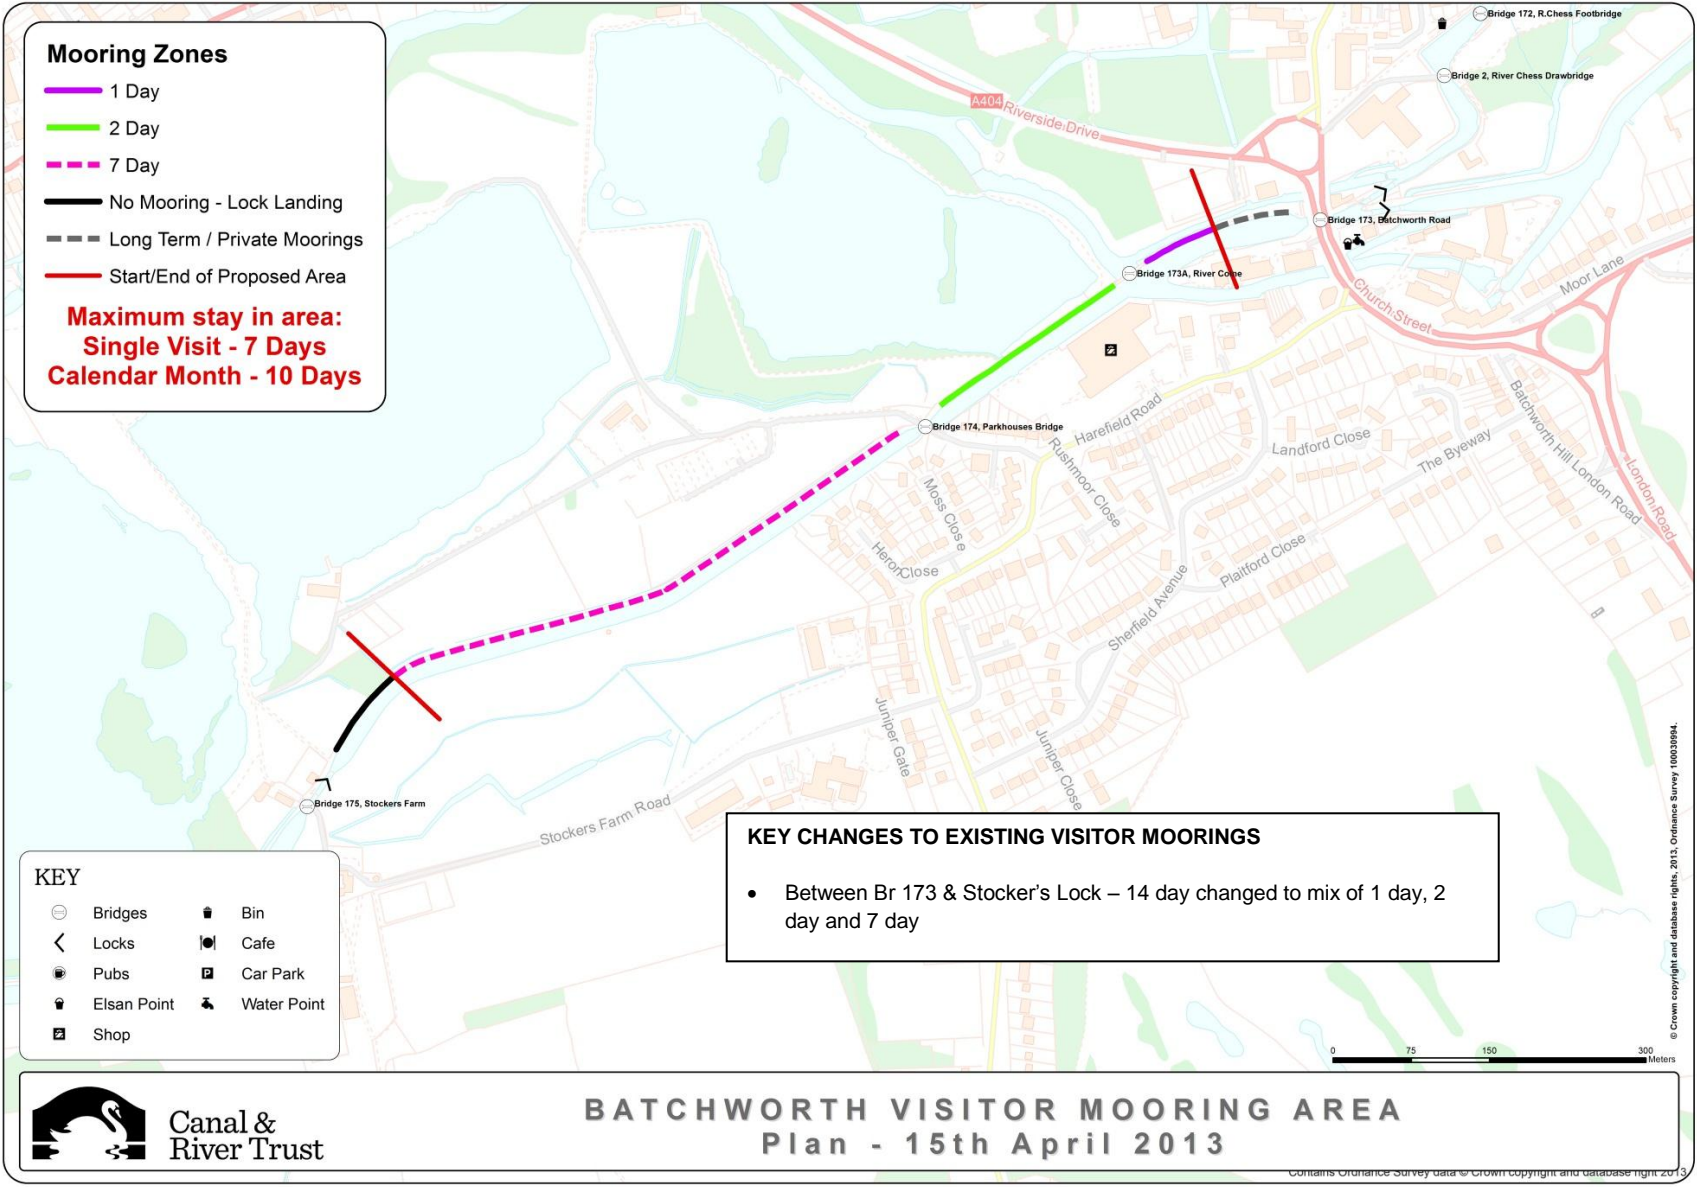 Mooring Zones
1 Day
2 Day
7 Day
No Mooring - Lock Landing
Long Term / Private Moorings
Start/End of Proposed Area
Maximum stay in area:
Single Visit - 7 Days
Calendar Month - 10 Days
Bridge 172, R.Chess Footbridge
Bridge 2, River Chess Drawbridge
A404
Riverside Drive
Bridge 173, Batchworth Road
Bridge 173A, River Colne
Moor Lane
Church Street
Bridge 174, Parkhouses Bridge
Harefield Road
Rushmoor Close
Landford Close
The Byeway
Batchworth Hill London Road
London Road
Moss Close
Heron Close
Plaitford Close
Sherfield Avenue
Juniper Gate
Juniper Close
Stockers Farm Road
Bridge 175, Stockers Farm
KEY CHANGES TO EXISTING VISITOR MOORINGS
• Between Br 173 & Stocker's Lock – 14 day changed to mix of 1 day, 2
day and 7 day
KEY
Bridges
Bin
Locks
Cafe
Pubs
P
Car Park
Elsan Point
Water Point
Shop
0 75 150 300
Meters
© Crown copyright and database rights, 2013, Ordnance Survey 100030994.
Canal &
River Trust
BATCHWORTH VISITOR MOORING AREA
Plan - 15th April 2013
Contains Ordnance Survey data © Crown copyright and database right 2013